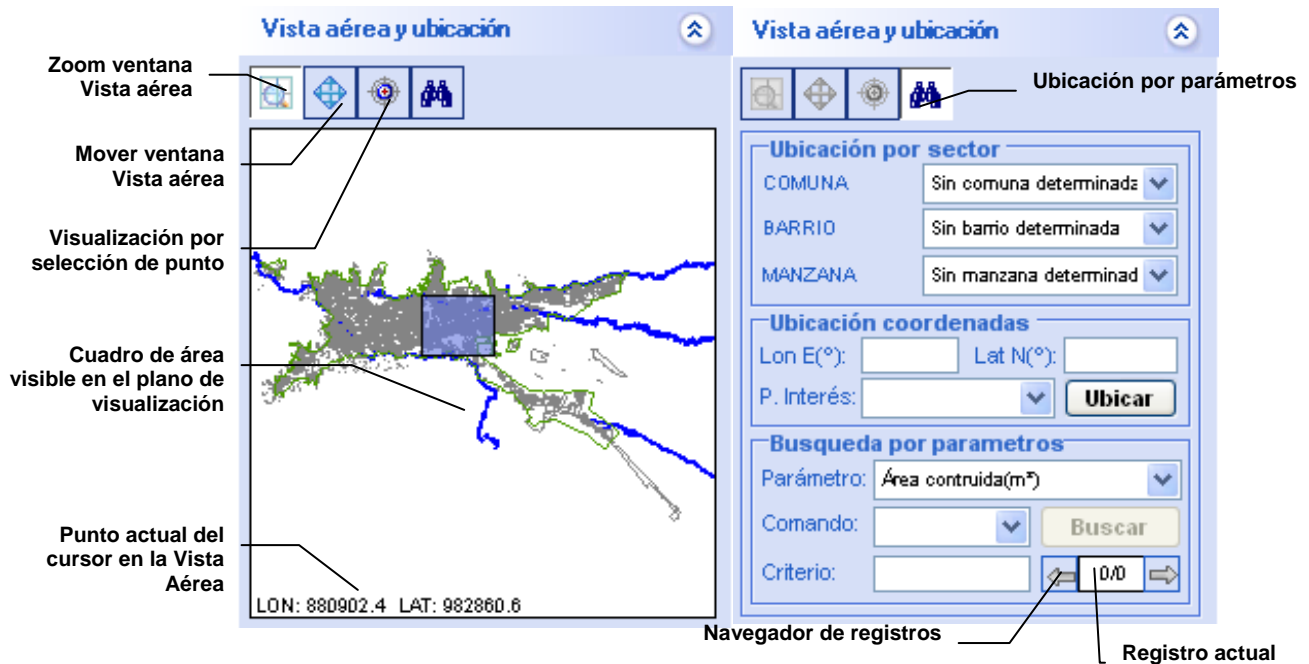 Vista aérea y ubicación
Zoom ventana
Vista aérea
Mover ventana
Vista aérea
Visualización por
selección de punto
Cuadro de área
visible en el plano de
visualización
Punto actual del
cursor en la Vista
Aérea
LON: 880902.4 LAT: 982860.6
Vista aérea y ubicación
Ubicación por parámetros
Ubicación por sector
COMUNA Sin comuna determinada
BARRIO Sin barrio determinada
MANZANA Sin manzana determinad
Ubicación coordenadas
Lon E(°): Lat N(°):
P. Interés: Ubicar
Busqueda por parametros
Parámetro: Área contruida(m²)
Comando: Buscar
Criterio: 0/0
Navegador de registros
Registro actual